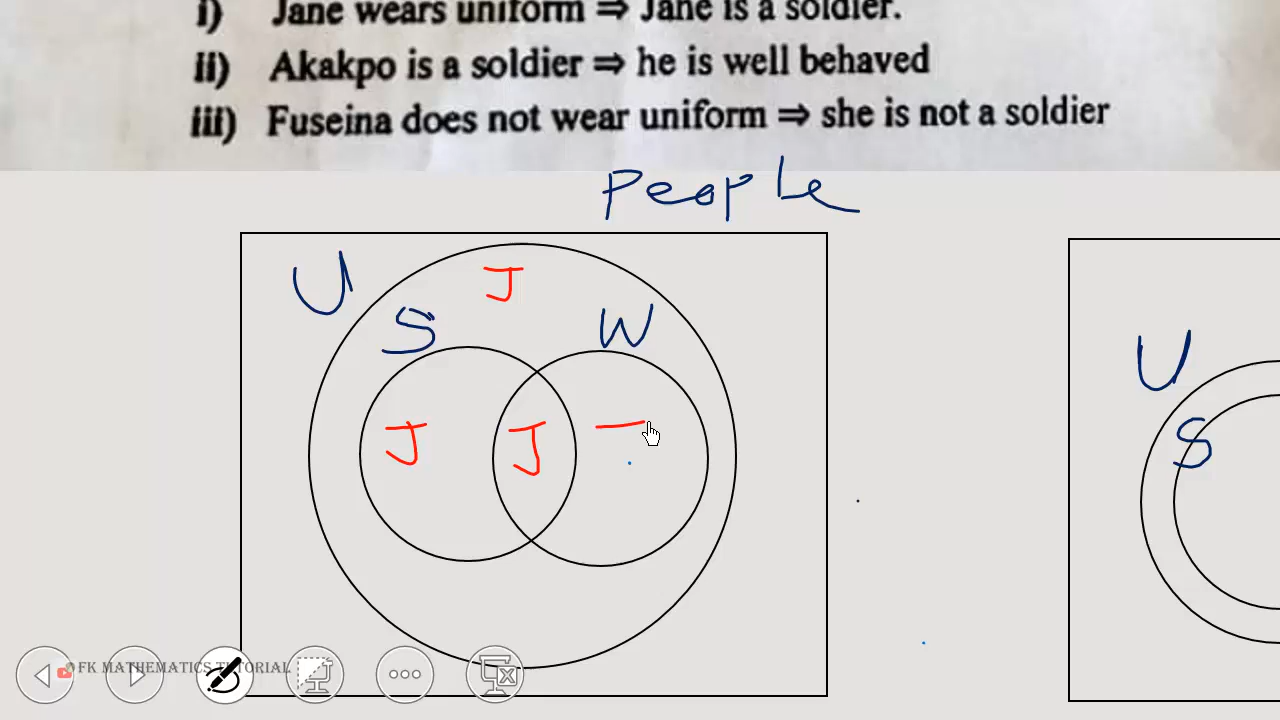 i) Jane wears uniform ⇒ Jane is a soldier.
ii) Akakpo is a soldier ⇒ he is well behaved
iii) Fuseina does not wear uniform ⇒ she is not a soldier
People
U
J
S
W
J
J
U
S
FK MATHEMATICS TUTORIAL